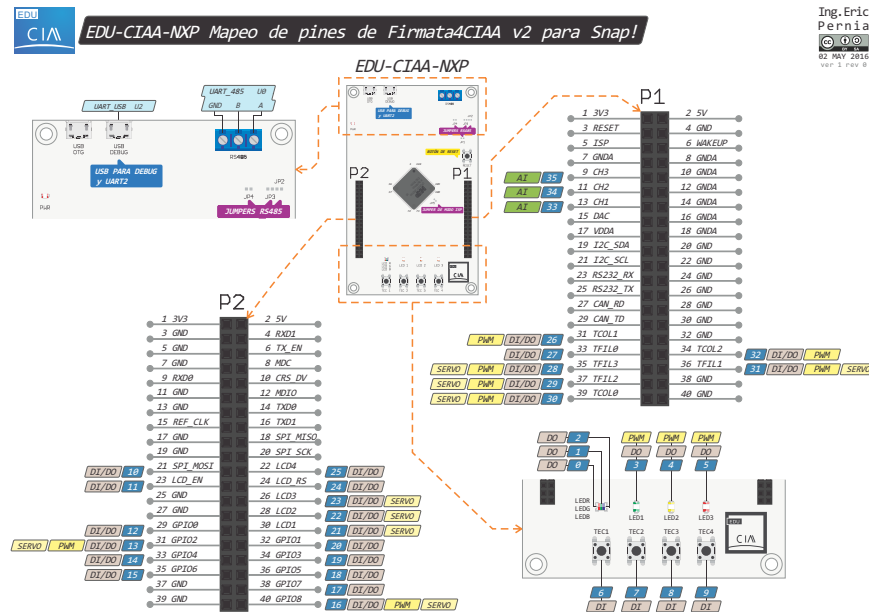 EDU
CIAA
EDU-CIAA-NXP Mapeo de pines de Firmata4CIAA v2 para Snap!
Ing.Eric
Pernia
BY SA
02 MAY 2016
ver 1 rev 0
EDU-CIAA-NXP
UART_485 U0
GND B A
UART_USB U2
USB
OTG
USB
DEBUG
RS485
USB PARA DEBUG
y UART2
JP2
JP4 JP3
JUMPERS RS485
PWR
USB PARA DEBUG
y UART2
JUMPERS RS485
BOTÓN DE RESET
P2
P1
P1
1 3V3 2 5V
3 RESET 4 GND
5 ISP 6 WAKEUP
7 GNDA 8 GNDA
AI 35 9 CH3 10 GNDA
AI 34 11 CH2 12 GNDA
AI 33 13 CH1 14 GNDA
15 DAC 16 GNDA
17 VDDA 18 GNDA
19 I2C_SDA 20 GND
21 I2C_SCL 22 GND
23 RS232_RX 24 GND
25 RS232_TX 26 GND
27 CAN_RD 28 GND
29 CAN_TD 30 GND
PWM DI/DO 26 31 TCOL1 32 GND
DI/DO 27 33 TFIL0 34 TCOL2 32 DI/DO PWM
SERVO PWM DI/DO 28 35 TFIL3 36 TFIL1 31 DI/DO PWM SERVO
SERVO PWM DI/DO 29 37 TFIL2 38 GND
SERVO PWM DI/DO 30 39 TCOL0 40 GND
P2
1 3V3 2 5V
3 GND 4 RXD1
5 GND 6 TX_EN
7 GND 8 MDC
9 RXD0 10 CRS_DV
11 GND 12 MDIO
13 GND 14 TXD0
15 REF_CLK 16 TXD1
17 GND 18 SPI_MISO
19 GND 20 SPI_SCK
DI/DO 10 21 SPI_MOSI 22 LCD4 25 DI/DO
DI/DO 11 23 LCD_EN 24 LCD_RS 24 DI/DO
25 GND 26 LCD3 23 DI/DO SERVO
27 GND 28 LCD2 22 DI/DO SERVO
DI/DO 12 29 GPIO0 30 LCD1 21 DI/DO SERVO
SERVO PWM DI/DO 13 31 GPIO2 32 GPIO1 20 DI/DO
DI/DO 14 33 GPIO4 34 GPIO3 19 DI/DO
DI/DO 15 35 GPIO6 36 GPIO5 18 DI/DO
37 GND 38 GPIO7 17 DI/DO
39 GND 40 GPIO8 16 DI/DO PWM SERVO
DO 2 PWM PWM PWM
DO 1 DO DO DO
DO 0 3 4 5
LEDR
LEDG
LEDB
LED1 LED2 LED3
TEC1 TEC2 TEC3 TEC4
EDU
CIAA
6 7 8 9
DI DI DI DI